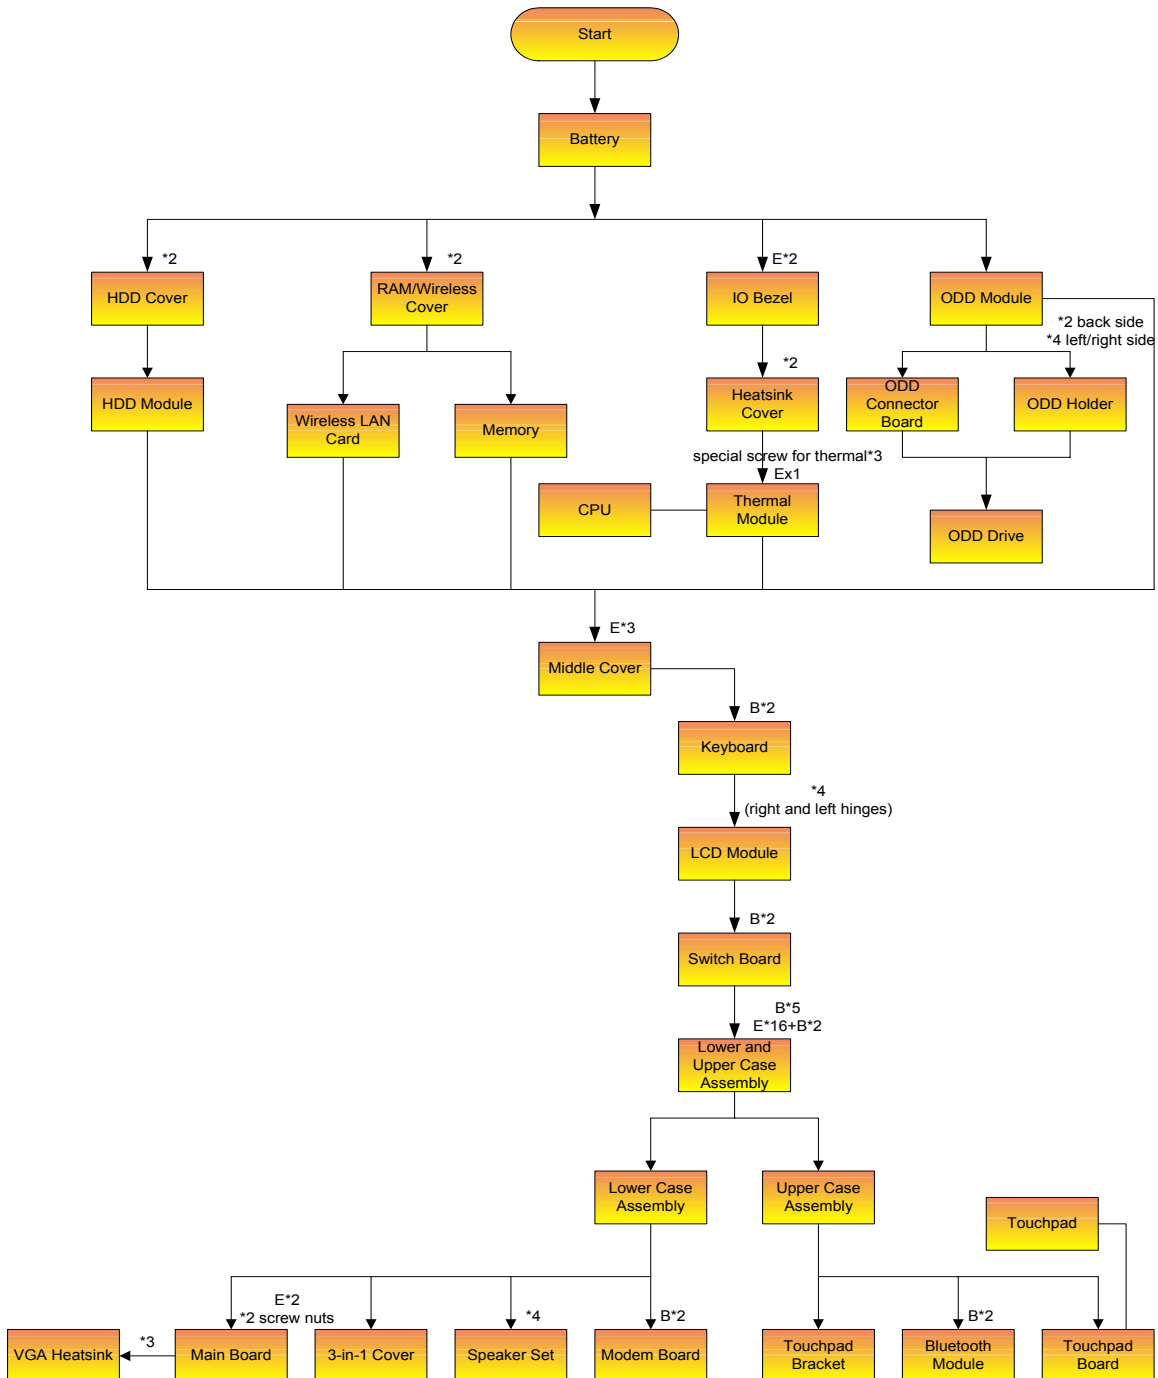 Start
Battery
*2
*2
E*2
HDD Cover
RAM/Wireless
Cover
IO Bezel
ODD Module
*2 back side
*4 left/right side
*2
HDD Module
Wireless LAN
Card
Memory
Heatsink
Cover
ODD
Connector
Board
ODD Holder
special screw for thermal*3
Ex1
CPU
Thermal
Module
ODD Drive
E*3
Middle Cover
B*2
Keyboard
*4
(right and left hinges)
LCD Module
B*2
Switch Board
B*5
E*16+B*2
Lower and
Upper Case
Assembly
Lower Case
Assembly
Upper Case
Assembly
Touchpad
E*2
*2 screw nuts
*4
B*2
B*2
*3
VGA Heatsink
Main Board
3-in-1 Cover
Speaker Set
Modem Board
Touchpad
Bracket
Bluetooth
Module
Touchpad
Board